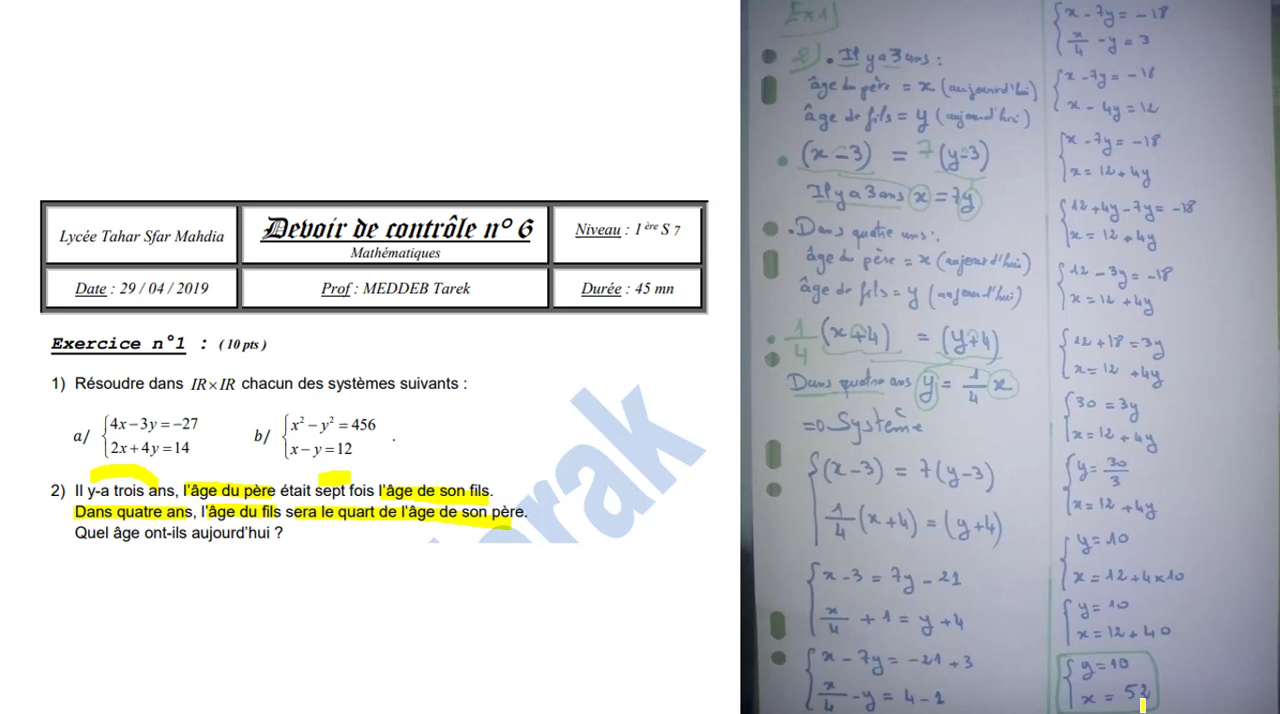 Lycée Tahar Sfar Mahdia
Devoir de contrôle n° 6
Mathématiques
Niveau : 1 ère S 7
Date : 29 / 04 / 2019
Prof : MEDDEB Tarek
Durée : 45 mn
Exercice n°1 : ( 10 pts )
1) Résoudre dans IR×IR chacun des systèmes suivants :
a/ { 4x − 3y = −27
2x + 4y = 14
b/ { x² − y² = 456
x − y = 12 .
2) Il y-a trois ans, l'âge du père était sept fois l'âge de son fils.
Dans quatre ans, l'âge du fils sera le quart de l'âge de son père.
Quel âge ont-ils aujourd'hui ?
arak
Ex1
2) . Il y a 3 ans :
âge du père = x (aujourd'hui)
âge de fils = y (aujourd'hui)
(x − 3) = 7 (y − 3)
Il y a 3 ans x = 7y
. Dans quatre ans :
âge du père = x (aujourd'hui)
âge de fils = y (aujourd'hui)
1/4 (x + 4) = (y + 4)
Dans quatre ans y = 1/4 x
⇒ Système
{ (x − 3) = 7 (y − 3)
1/4 (x + 4) = (y + 4)
{ x − 3 = 7y − 21
x/4 + 1 = y + 4
{ x − 7y = −21 + 3
x/4 − y = 4 − 1
{ x − 7y = −18
x/4 − y = 3
{ x − 7y = −18
x − 4y = 12
{ x − 7y = −18
x = 12 + 4y
{ 12 + 4y − 7y = −18
x = 12 + 4y
{ 12 − 3y = −18
x = 12 + 4y
{ 12 + 18 = 3y
x = 12 + 4y
{ 30 = 3y
x = 12 + 4y
{ y = 30/3
x = 12 + 4y
{ y = 10
x = 12 + 4×10
{ y = 10
x = 12 + 40
{ y = 10
x = 52